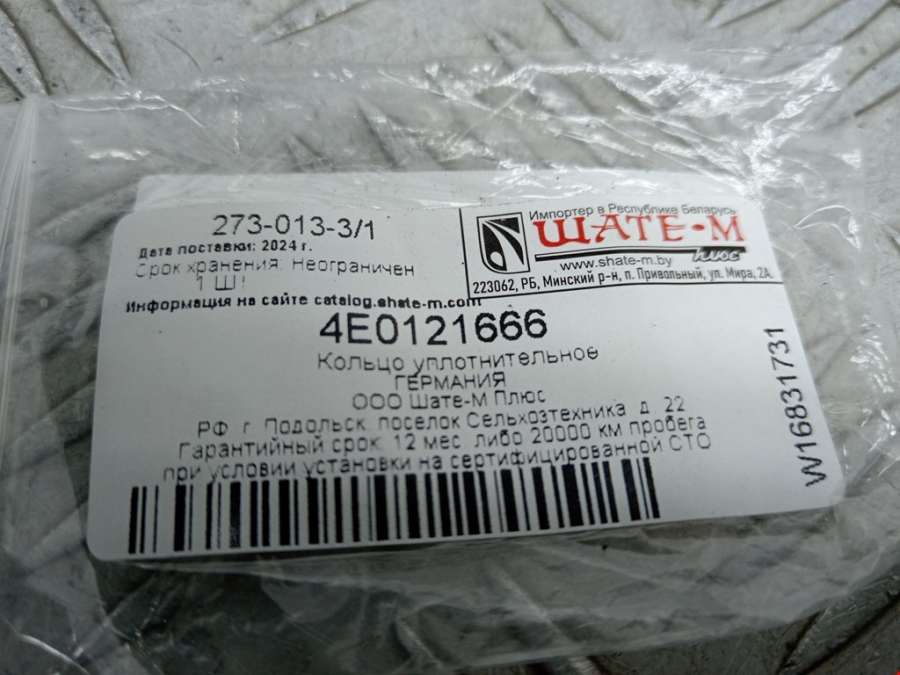 273-013-3/1
Дата поставки: 2024 г.
Срок хранения: Неограничен
1 Ш
Информация на сайте catalog.shate-m.com
Импортер в Республике Беларусь
ШАТЕ-М
плюс
www.shate-m.by
223062, РБ, Минский р-н, п. Привольный, ул. Мира, 2А.
4E0121666
Кольцо уплотнительное
ГЕРМАНИЯ
ООО Шате-М Плюс
РФ г. Подольск, поселок Сельхозтехника д. 22
Гарантийный срок: 12 мес. либо 20000 км пробега
при условии установки на сертифицированной СТО
W16831731